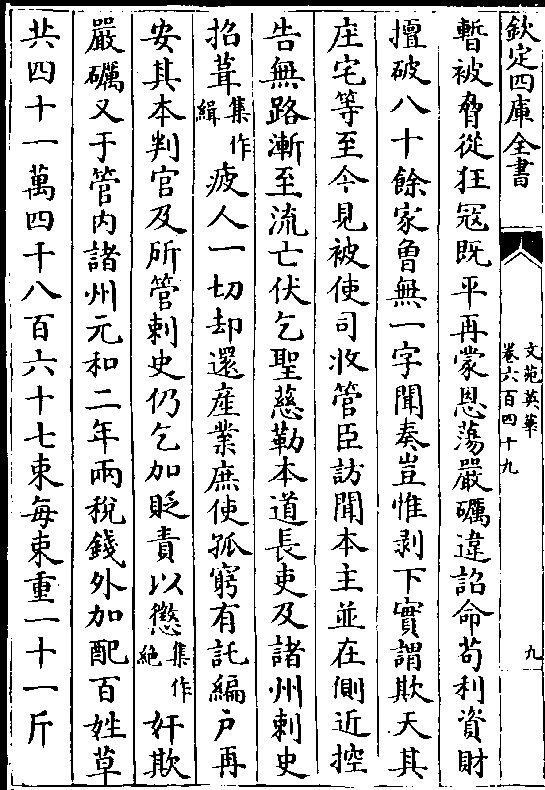 欽定四庫全書
文苑英華
卷六百四十九
九
暫被脅從狂冦既平再蒙恩蕩嚴礪違詔命苟利資財
擅破八十餘家曾無一字聞奏豈惟剥下實謂欺天其
庄宅等至今見被使司收管臣訪聞本主並在側近控
告無路漸至流亡伏乞聖慈勒本道長吏及諸州刺史
招葺集作緝疲人一切却還産業庶使孤窮有託編户再
安其本判官及所管刺史仍乞加貶責以懲集作絶奸欺
嚴礪又于管内諸州元和二年兩稅錢外加配百姓草
共四十一萬四十八百六十七束每束重一十一斤